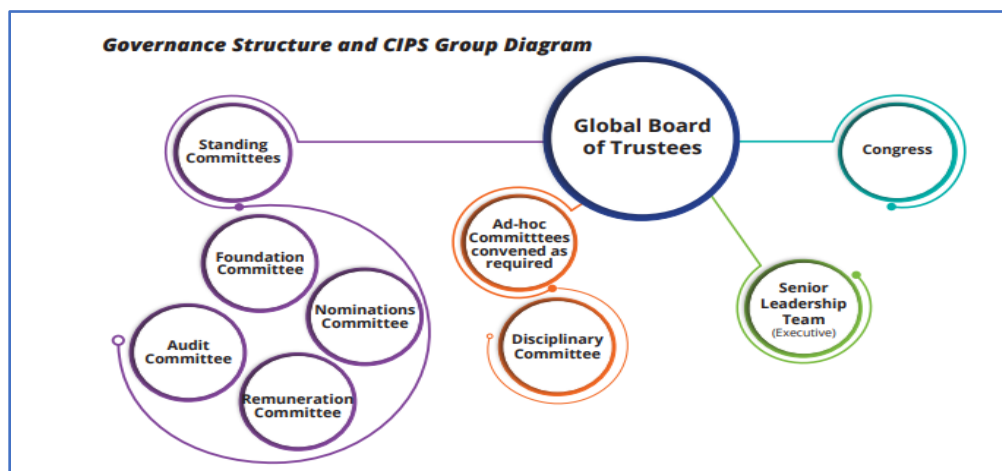 Governance Structure and CIPS Group Diagram
Global Board
of Trustees
Standing
Committees
Congress
Ad-hoc
Committtees
convened as
required
Foundation
Committee
Nominations
Committee
Senior
Leadership
Team
(Executive)
Audit
Committee
Disciplinary
Committee
Remuneration
Committee